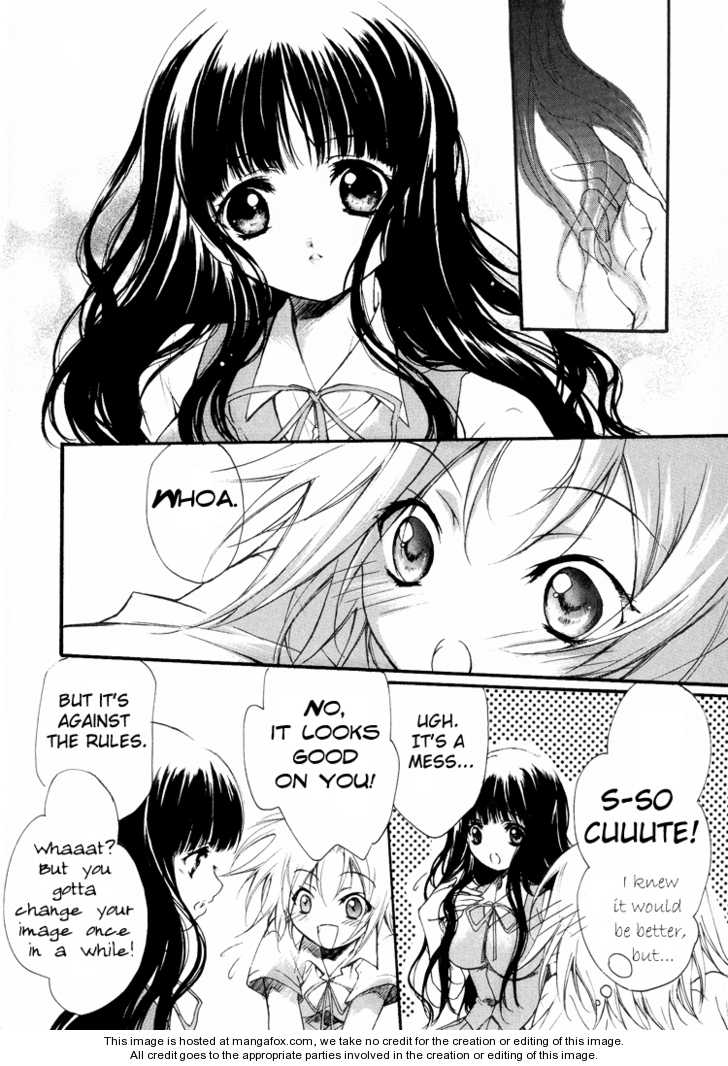 WHOA.
S-SO
CUUUTE!
I knew
it would
be better,
but...
UGH.
IT'S A
MESS...
NO,
IT LOOKS
GOOD
ON YOU!
BUT IT'S
AGAINST
THE RULES.
Whaaat?
But you
gotta
change your
image once
in a while!
This image is hosted at mangafox.com, we take no credit for the creation or editing of this image.
All credit goes to the appropriate parties involved in the creation or editing of this image.